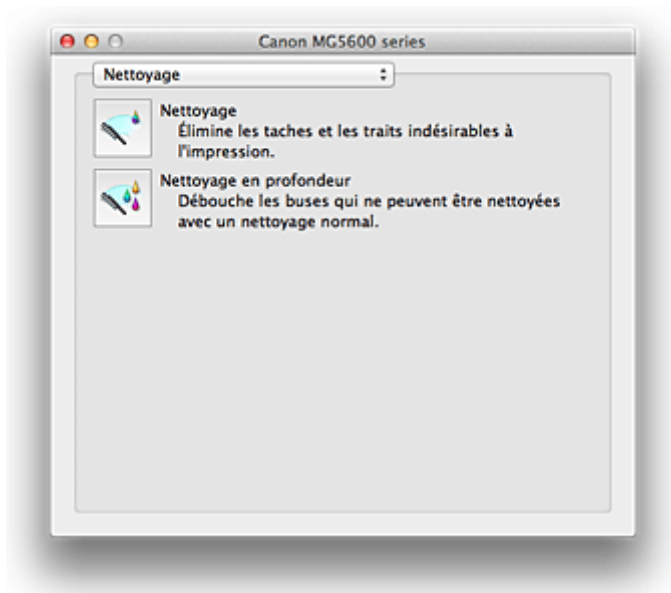 Canon MG5600 series
Nettoyage
Nettoyage
Élimine les taches et les traits indésirables à
l'impression.
Nettoyage en profondeur
Débouche les buses qui ne peuvent être nettoyées
avec un nettoyage normal.